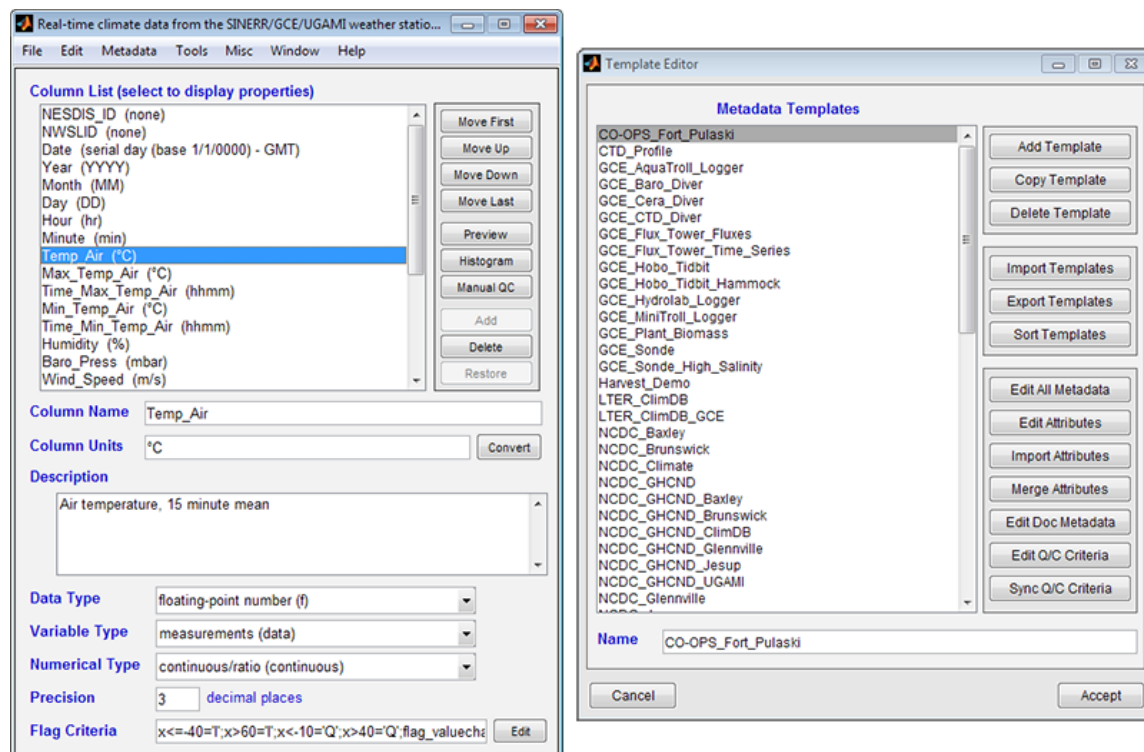 Real-time climate data from the SINERR/GCE/UGAMI weather statio...
File Edit Metadata Tools Misc Window Help
Column List (select to display properties)
NESDIS_ID (none)
NWSLID (none)
Date (serial day (base 1/1/0000) - GMT)
Year (YYYY)
Month (MM)
Day (DD)
Hour (hr)
Minute (min)
Temp_Air (°C)
Max_Temp_Air (°C)
Time_Max_Temp_Air (hhmm)
Min_Temp_Air (°C)
Time_Min_Temp_Air (hhmm)
Humidity (%)
Baro_Press (mbar)
Wind_Speed (m/s)
Move First
Move Up
Move Down
Move Last
Preview
Histogram
Manual QC
Add
Delete
Restore
Column Name Temp_Air
Column Units °C Convert
Description
Air temperature, 15 minute mean
Data Type floating-point number (f)
Variable Type measurements (data)
Numerical Type continuous/ratio (continuous)
Precision 3 decimal places
Flag Criteria x<=-40=T;x>60=T;x<-10='Q';x>40='Q';flag_valuecha Edit
Template Editor
Metadata Templates
CO-OPS_Fort_Pulaski
CTD_Profile
GCE_AquaTroll_Logger
GCE_Baro_Diver
GCE_Cera_Diver
GCE_CTD_Diver
GCE_Flux_Tower_Fluxes
GCE_Flux_Tower_Time_Series
GCE_Hobo_Tidbit
GCE_Hobo_Tidbit_Hammock
GCE_Hydrolab_Logger
GCE_MiniTroll_Logger
GCE_Plant_Biomass
GCE_Sonde
GCE_Sonde_High_Salinity
Harvest_Demo
LTER_ClimDB
LTER_ClimDB_GCE
NCDC_Baxley
NCDC_Brunswick
NCDC_Climate
NCDC_GHCND
NCDC_GHCND_Baxley
NCDC_GHCND_Brunswick
NCDC_GHCND_ClimDB
NCDC_GHCND_Glennville
NCDC_GHCND_Jesup
NCDC_GHCND_UGAMI
NCDC_Glennville
Add Template
Copy Template
Delete Template
Import Templates
Export Templates
Sort Templates
Edit All Metadata
Edit Attributes
Import Attributes
Merge Attributes
Edit Doc Metadata
Edit Q/C Criteria
Sync Q/C Criteria
Name CO-OPS_Fort_Pulaski
Cancel Accept